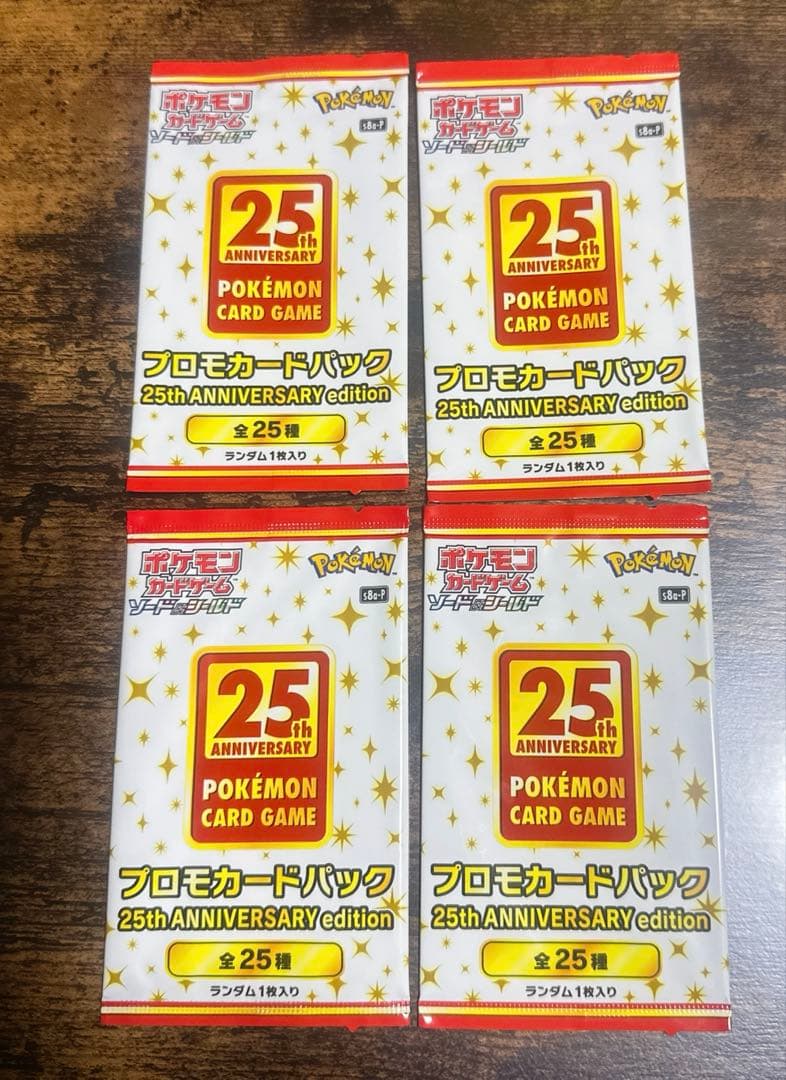 ポケモン
カードゲーム
ソード&シールド
POKéMON
s8a-P
25th
ANNIVERSARY
POKÉMON
CARD GAME
プロモカードパック
25th ANNIVERSARY edition
全25種
ランダム1枚入り
ポケモン
カードゲーム
ソード&シールド
POKéMON
s8a-P
25th
ANNIVERSARY
POKÉMON
CARD GAME
プロモカードパック
25th ANNIVERSARY edition
全25種
ランダム1枚入り
ポケモン
カードゲーム
ソード&シールド
POKéMON™
s8a-P
25th
ANNIVERSARY
POKÉMON
CARD GAME
プロモカードパック
25th ANNIVERSARY edition
全25種
ランダム1枚入り
ポケモン
カードゲーム
ソード&シールド
POKéMON™
s8a-P
25th
ANNIVERSARY
POKÉMON
CARD GAME
プロモカードパック
25th ANNIVERSARY edition
全25種
ランダム1枚入り